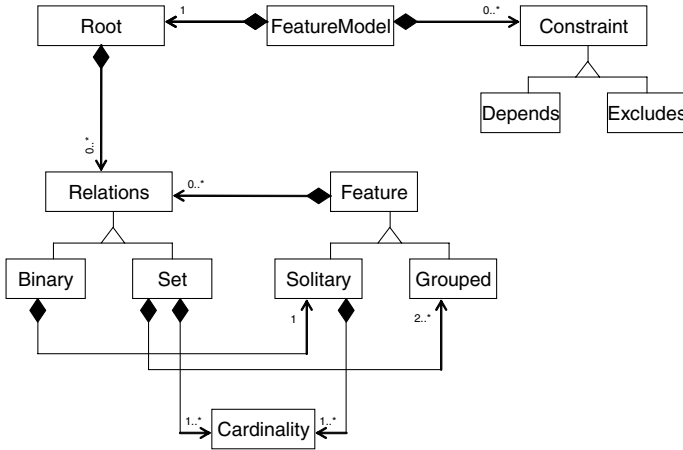 Root
1
FeatureModel
0..*
Constraint
Depends
Excludes
0..*
Relations
0..*
Feature
Binary
Set
Solitary
Grouped
1
2..*
1..*
Cardinality
1..*